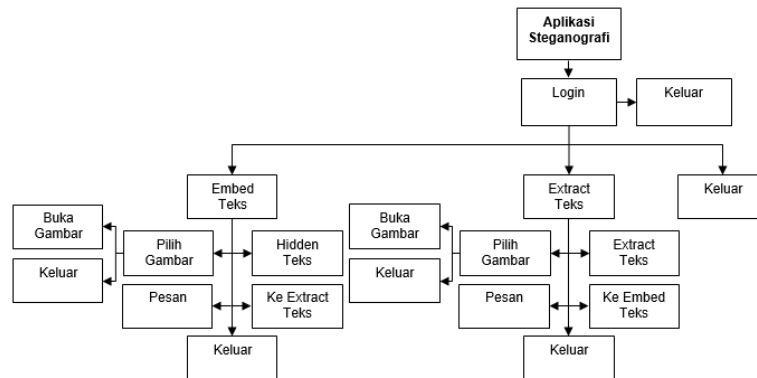 Aplikasi
Steganografi
Login
Keluar
Embed
Teks
Extract
Teks
Keluar
Buka
Gambar
Pilih
Gambar
Hidden
Teks
Keluar
Pesan
Ke Extract
Teks
Keluar
Buka
Gambar
Pilih
Gambar
Extract
Teks
Keluar
Pesan
Ke Embed
Teks
Keluar